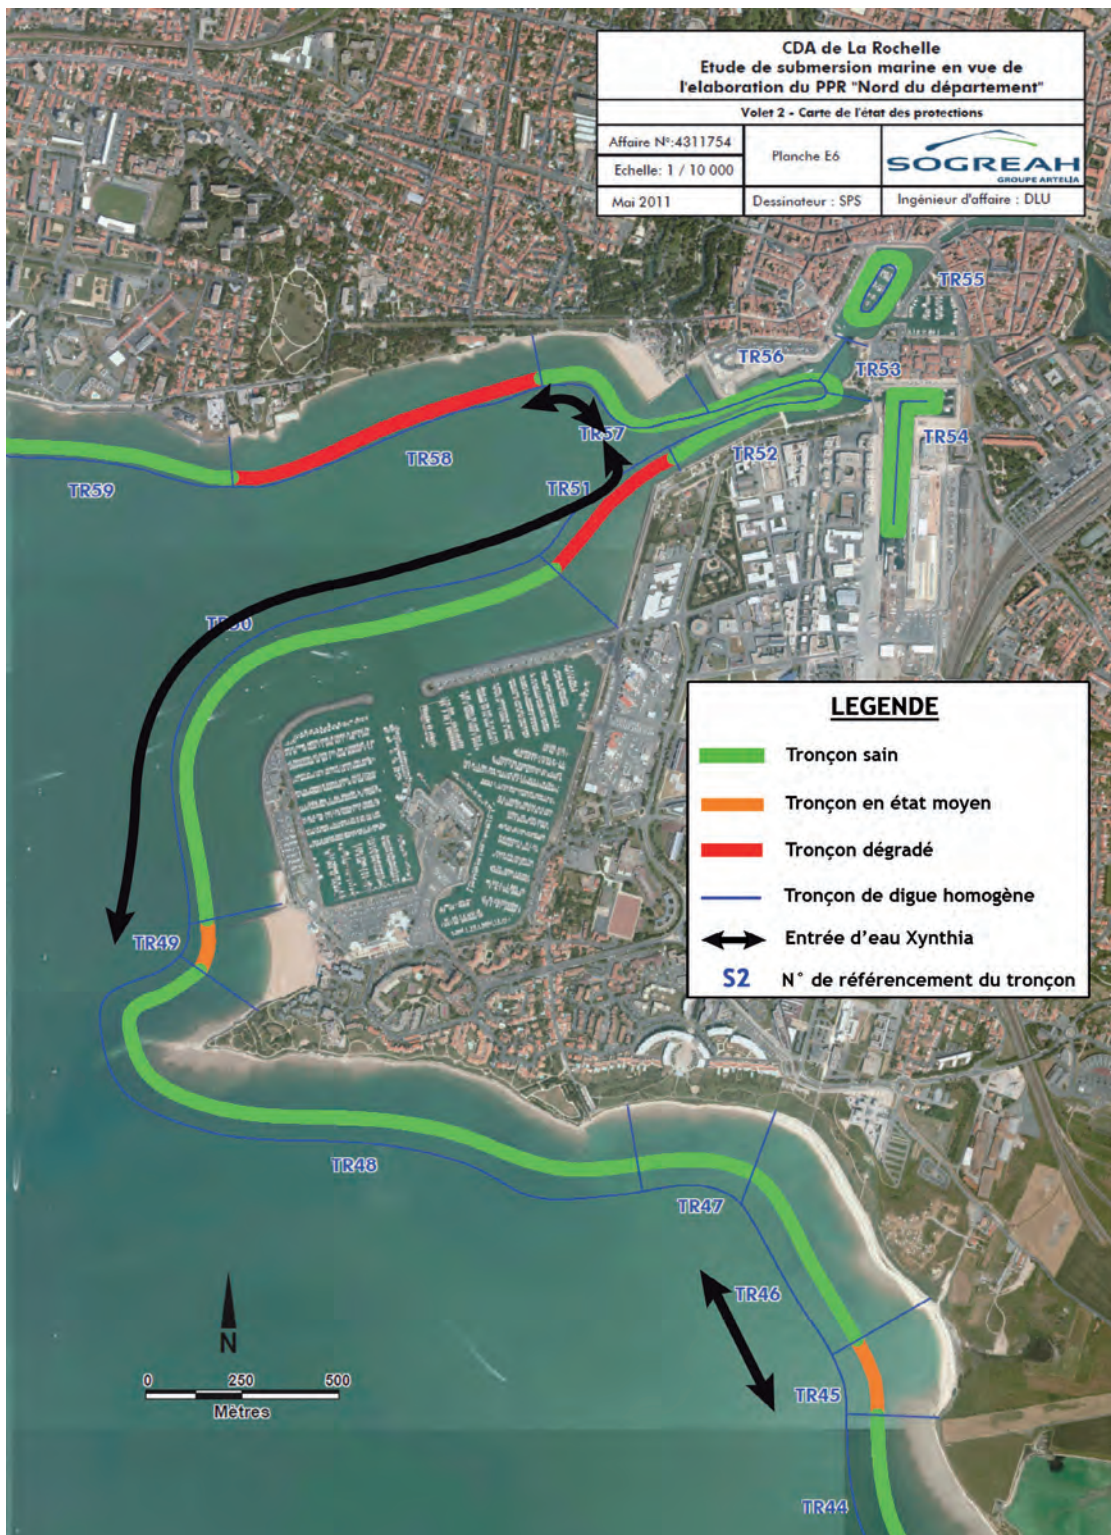 CDA de La Rochelle
Etude de submersion marine en vue de
l'elaboration du PPR "Nord du département"
Volet 2 - Carte de l'état des protections
Affaire N°:4311754
Echelle: 1 / 10 000
Planche E6
SOGREAH
GROUPE ARTELIA
Mai 2011
Dessinateur : SPS
Ingénieur d'affaire : DLU
TR55
TR56
TR53
TR57
TR54
TR52
TR58
TR59
TR51
TR50
LEGENDE
Tronçon sain
Tronçon en état moyen
Tronçon dégradé
Tronçon de digue homogène
Entrée d'eau Xynthia
S2 N° de référencement du tronçon
TR49
TR48
TR47
TR46
N
0 250 500
Mètres
TR45
TR44